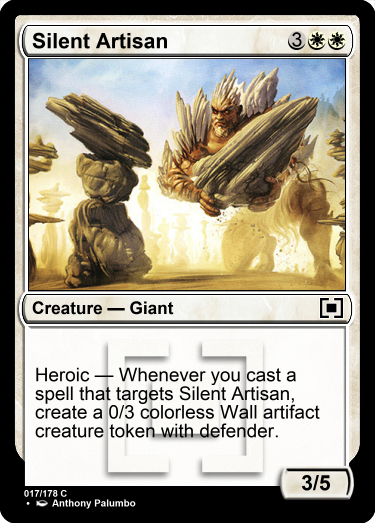 Silent Artisan 3
Creature — Giant
Heroic — Whenever you cast a
spell that targets Silent Artisan,
create a 0/3 colorless Wall artifact
creature token with defender.
3/5
017/178 C
• Anthony Palumbo